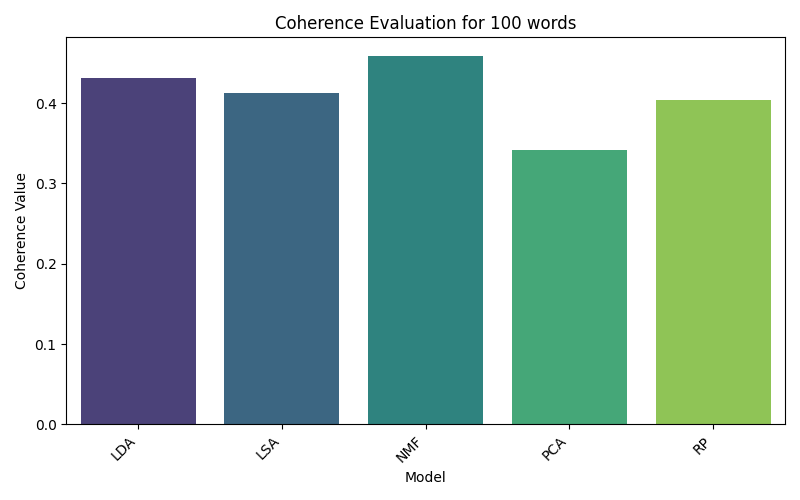 Coherence Evaluation for 100 words
Coherence Value
0.4
0.3
0.2
0.1
0.0
LDA
LSA
NMF
PCA
RP
Model